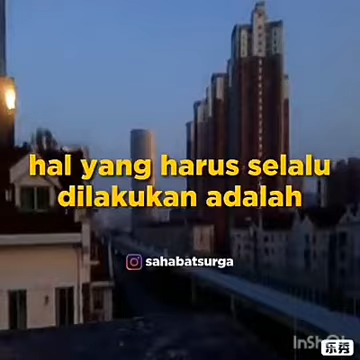 hal yang harus selalu
dilakukan adalah
sahabatsurga
InShOt
乐秀